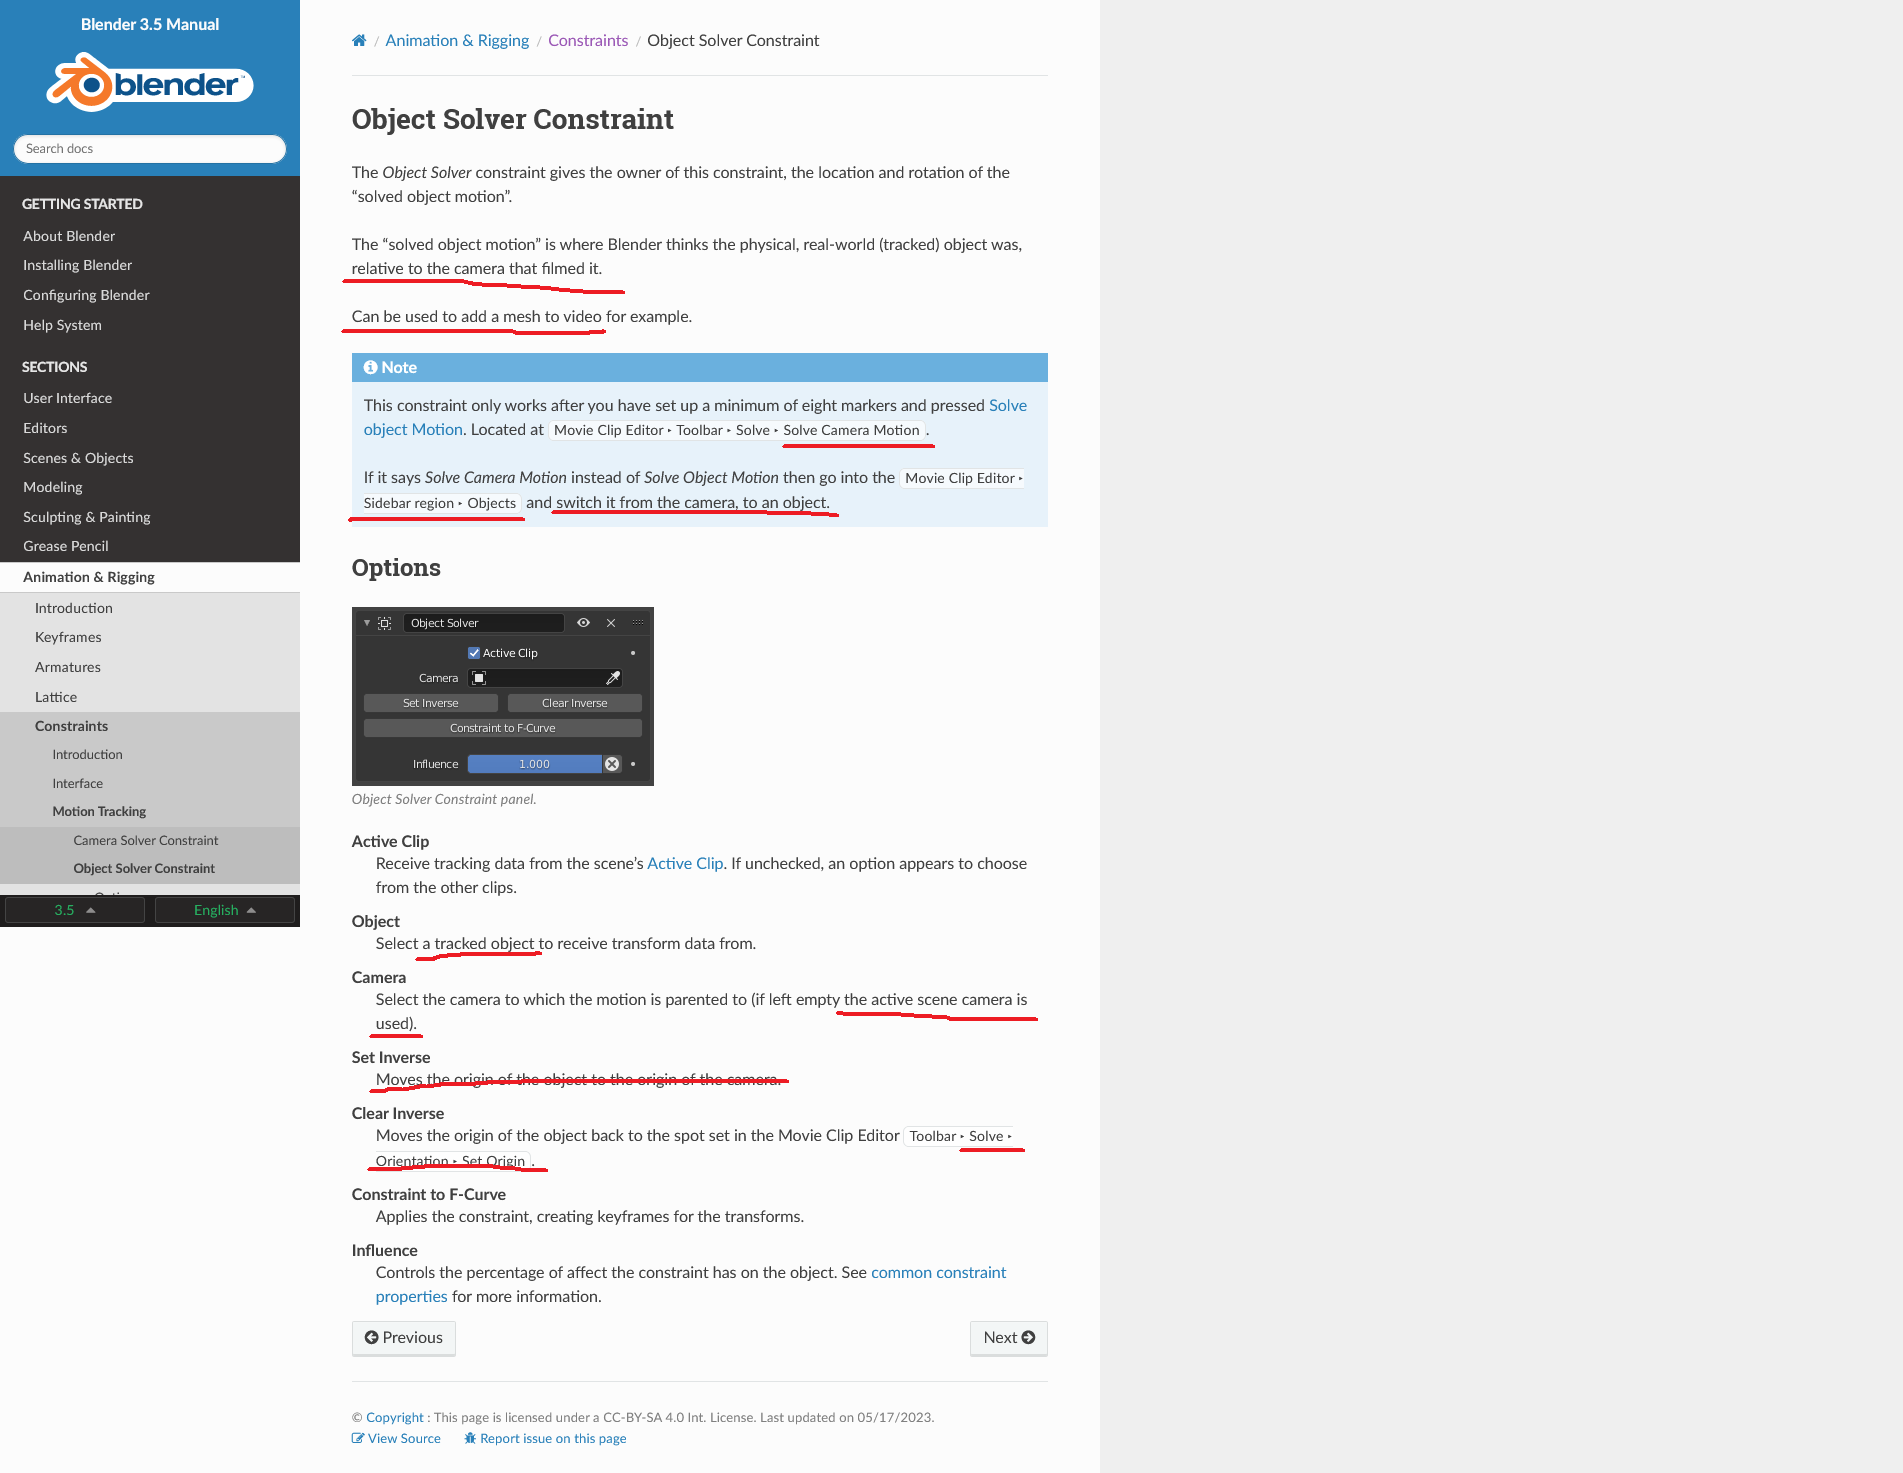 Blender 3.5 Manual
blender™
Search docs
GETTING STARTED
About Blender
Installing Blender
Configuring Blender
Help System
SECTIONS
User Interface
Editors
Scenes & Objects
Modeling
Sculpting & Painting
Grease Pencil
Animation & Rigging
Introduction
Keyframes
Armatures
Lattice
Constraints
Introduction
Interface
Motion Tracking
Camera Solver Constraint
Object Solver Constraint
3.5
English
/ Animation & Rigging / Constraints / Object Solver Constraint
Object Solver Constraint
The Object Solver constraint gives the owner of this constraint, the location and rotation of the
“solved object motion”.
The “solved object motion” is where Blender thinks the physical, real-world (tracked) object was,
relative to the camera that filmed it.
Can be used to add a mesh to video for example.
Note
This constraint only works after you have set up a minimum of eight markers and pressed Solve
object Motion. Located at Movie Clip Editor ‣ Toolbar ‣ Solve ‣ Solve Camera Motion.
If it says Solve Camera Motion instead of Solve Object Motion then go into the Movie Clip Editor ‣
Sidebar region ‣ Objects and switch it from the camera, to an object.
Options
Object Solver
Active Clip
Camera
Set Inverse Clear Inverse
Constraint to F-Curve
Influence 1.000
Object Solver Constraint panel.
Active Clip
Receive tracking data from the scene’s Active Clip. If unchecked, an option appears to choose
from the other clips.
Object
Select a tracked object to receive transform data from.
Camera
Select the camera to which the motion is parented to (if left empty the active scene camera is
used).
Set Inverse
Moves the origin of the object to the origin of the camera.
Clear Inverse
Moves the origin of the object back to the spot set in the Movie Clip Editor Toolbar ‣ Solve ‣
Orientation ‣ Set Origin.
Constraint to F-Curve
Applies the constraint, creating keyframes for the transforms.
Influence
Controls the percentage of affect the constraint has on the object. See common constraint
properties for more information.
Previous
Next
© Copyright : This page is licensed under a CC-BY-SA 4.0 Int. License. Last updated on 05/17/2023.
View Source Report issue on this page